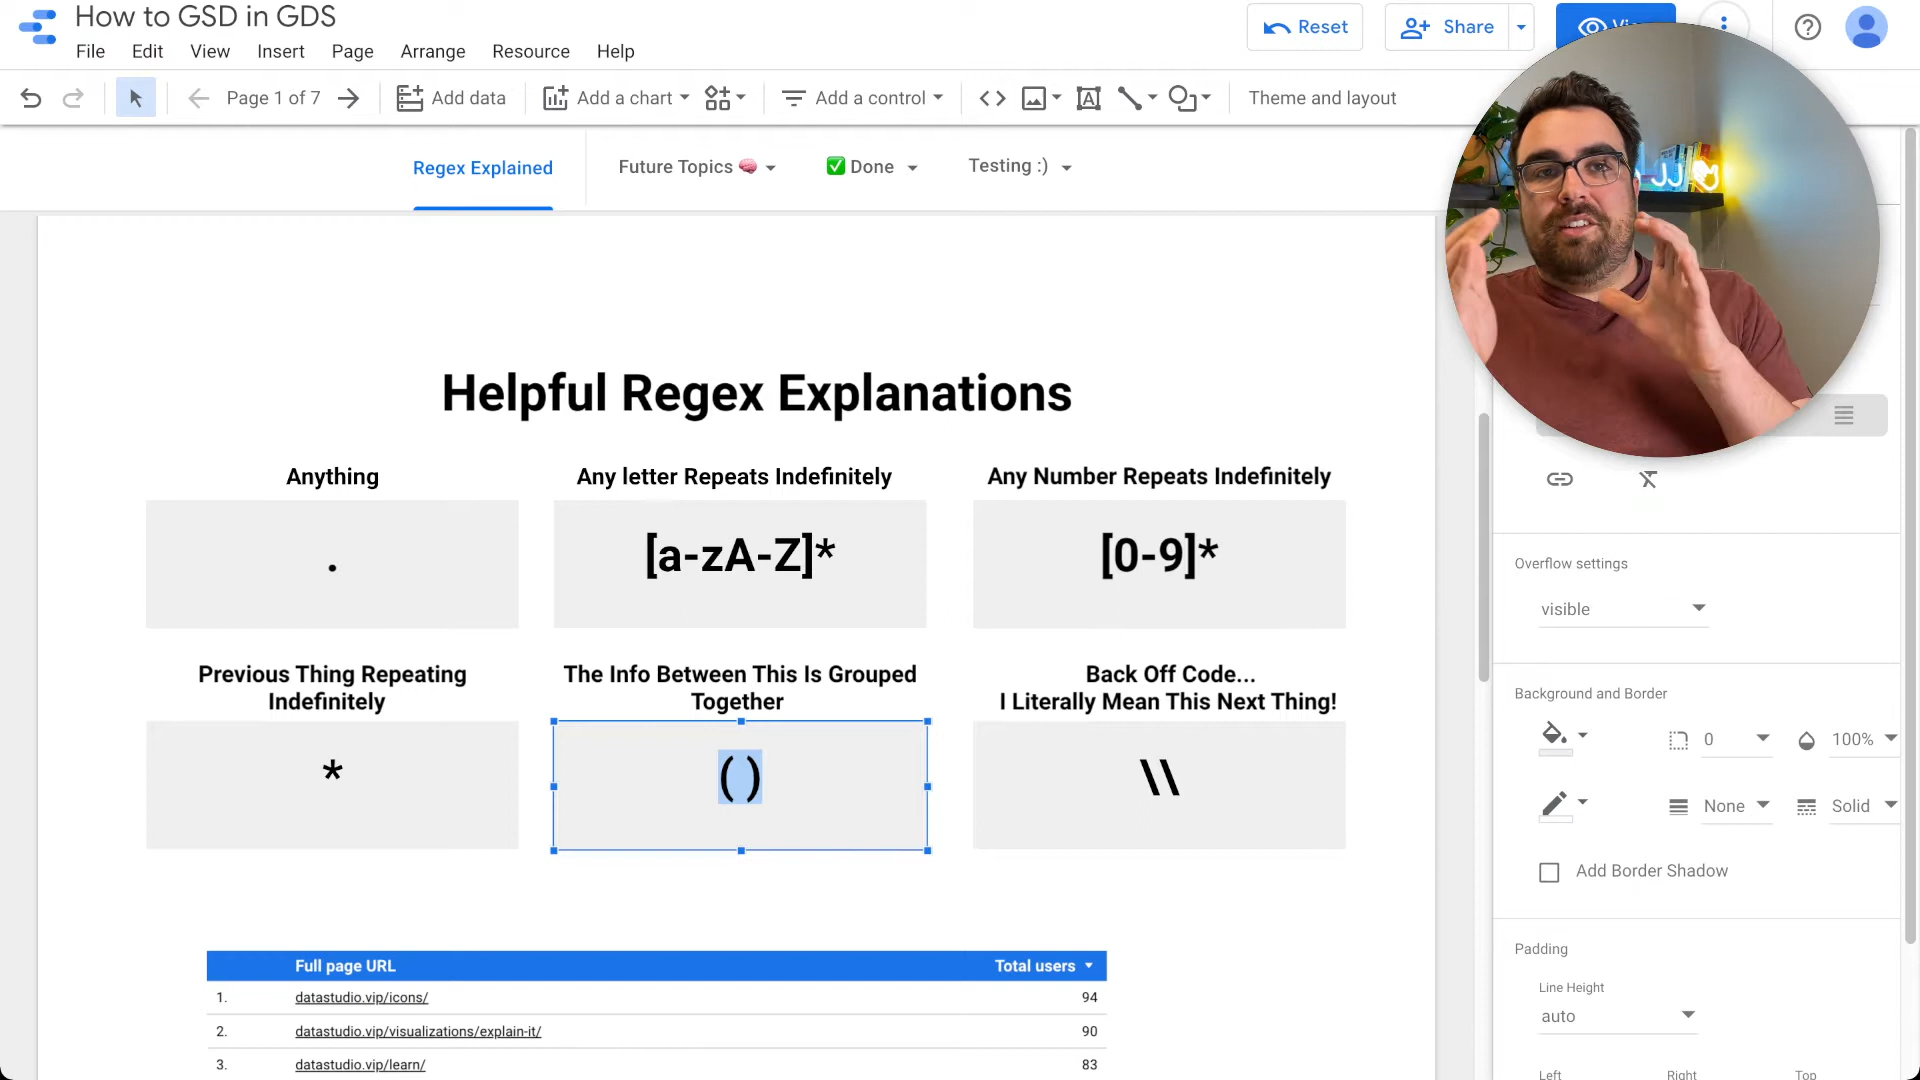 How to GSD in GDS
File Edit View Insert Page Arrange Resource Help
Reset Share
Page 1 of 7 Add data Add a chart Add a control Theme and layout
Regex Explained Future Topics 🧠 ✅ Done Testing :)
JJ
Helpful Regex Explanations
Anything
.
Any letter Repeats Indefinitely
[a-zA-Z]*
Any Number Repeats Indefinitely
[0-9]*
Previous Thing Repeating
Indefinitely
*
The Info Between This Is Grouped
Together
( )
Back Off Code...
I Literally Mean This Next Thing!
\\
Full page URL Total users
1. datastudio.vip/icons/ 94
2. datastudio.vip/visualizations/explain-it/ 90
3. datastudio.vip/learn/ 83
Overflow settings
visible
Background and Border
0 100%
None Solid
Add Border Shadow
Padding
Line Height
auto
Left Right Top